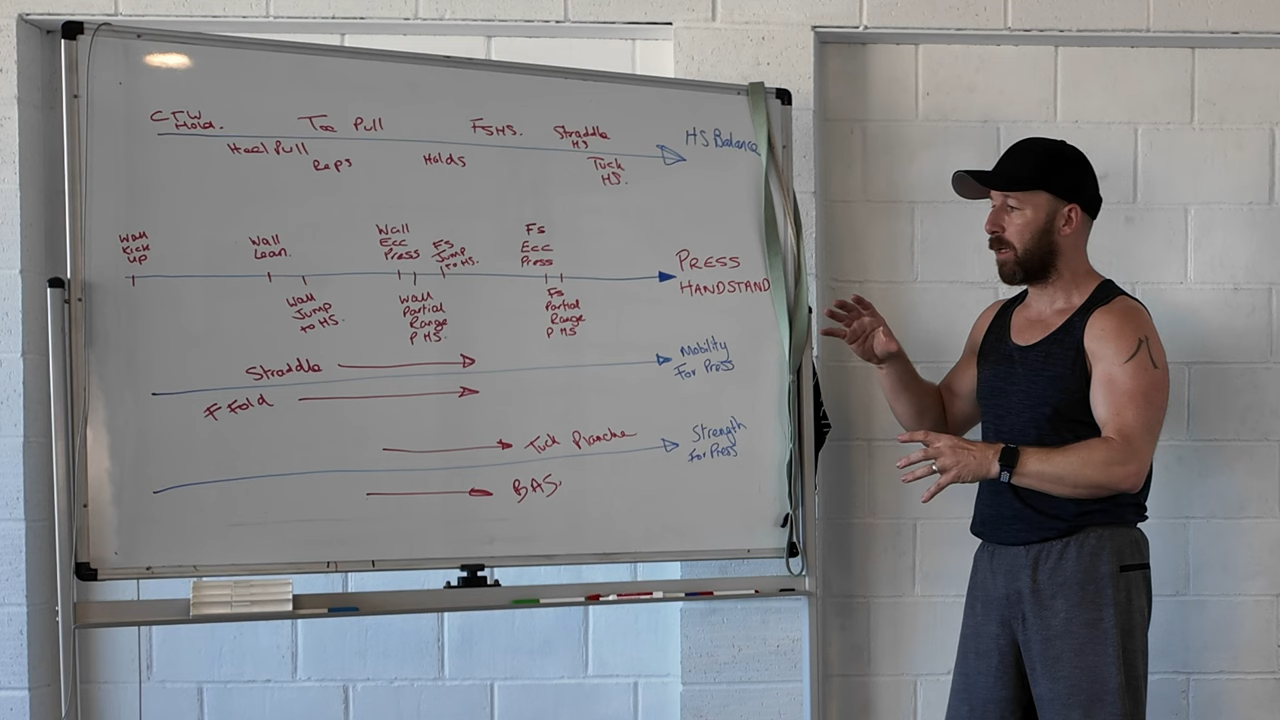 CTW
Hold.
Toe Pull
FSHS.
Straddle
HS
HS Balance
Heel Pull
Reps
Holds
Tuck
HS.
Wall
Kick
up
Wall
Lean.
Wall
Ecc
Press
FS
Jump
to HS.
FS
Ecc
Press
PRESS
HANDSTAND
Wall
Jump
to HS.
Wall
Partial
Range
P HS.
FS
Partial
Range
P HS
Straddle
Mobility
For Press
F Fold
Tuck Planche
Strength
For Press
BAS.